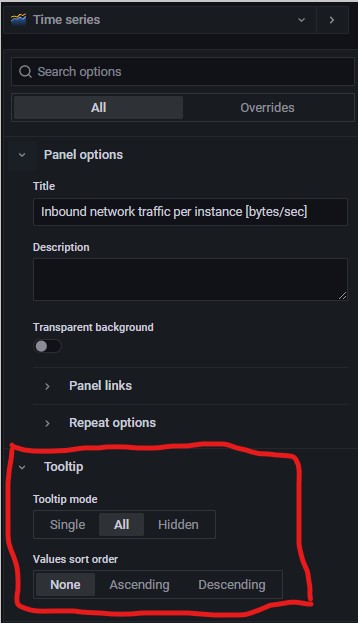 Time series
Search options
All Overrides
Panel options
Title
Inbound network traffic per instance [bytes/sec]
Description
Transparent background
Panel links
Repeat options
Tooltip
Tooltip mode
Single All Hidden
Values sort order
None Ascending Descending